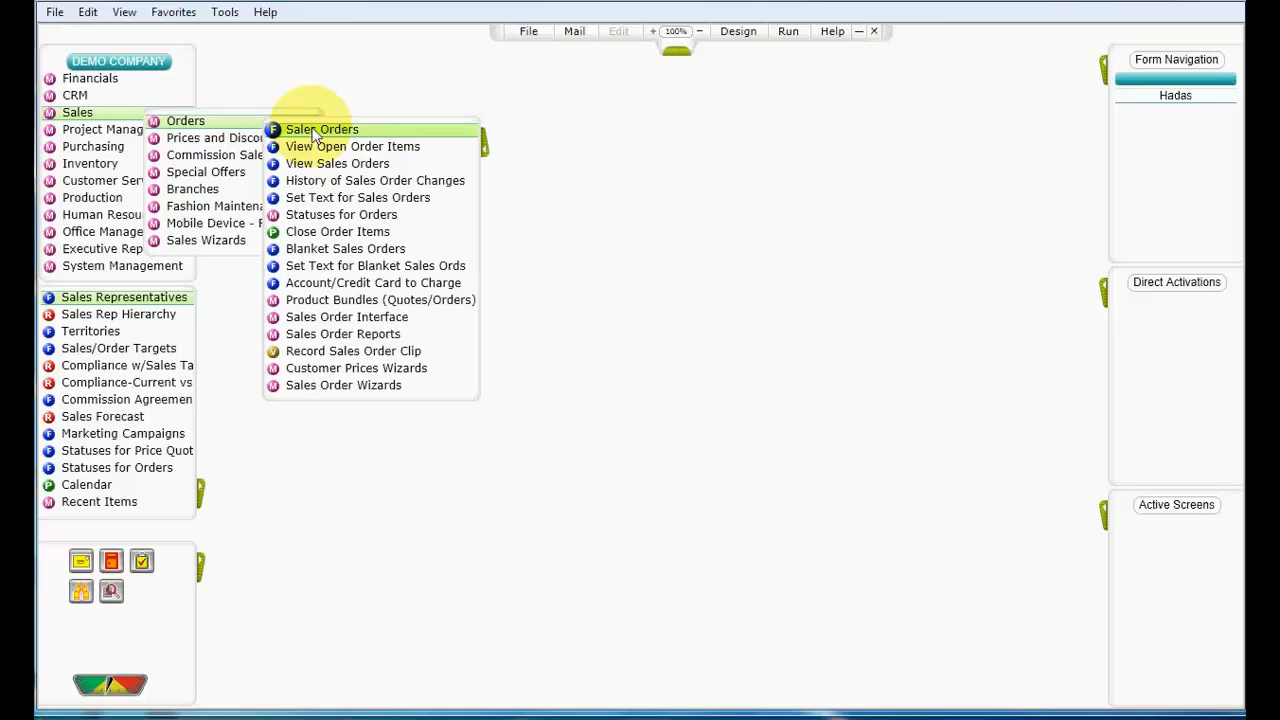 File Edit View Favorites Tools Help
File Mail Edit + 100% − Design Run Help
DEMO COMPANY
Financials
CRM
Sales
Project Manag
Purchasing
Inventory
Customer Ser
Production
Human Resou
Office Manage
Executive Rep
System Management
Orders
Prices and Disco
Commission Sale
Special Offers
Branches
Fashion Maintena
Mobile Device - F
Sales Wizards
Sales Orders
View Open Order Items
View Sales Orders
History of Sales Order Changes
Set Text for Sales Orders
Statuses for Orders
Close Order Items
Blanket Sales Orders
Set Text for Blanket Sales Ords
Account/Credit Card to Charge
Product Bundles (Quotes/Orders)
Sales Order Interface
Sales Order Reports
Record Sales Order Clip
Customer Prices Wizards
Sales Order Wizards
Sales Representatives
Sales Rep Hierarchy
Territories
Sales/Order Targets
Compliance w/Sales Ta
Compliance-Current vs
Commission Agreemen
Sales Forecast
Marketing Campaigns
Statuses for Price Quot
Statuses for Orders
Calendar
Recent Items
Form Navigation
Hadas
Direct Activations
Active Screens